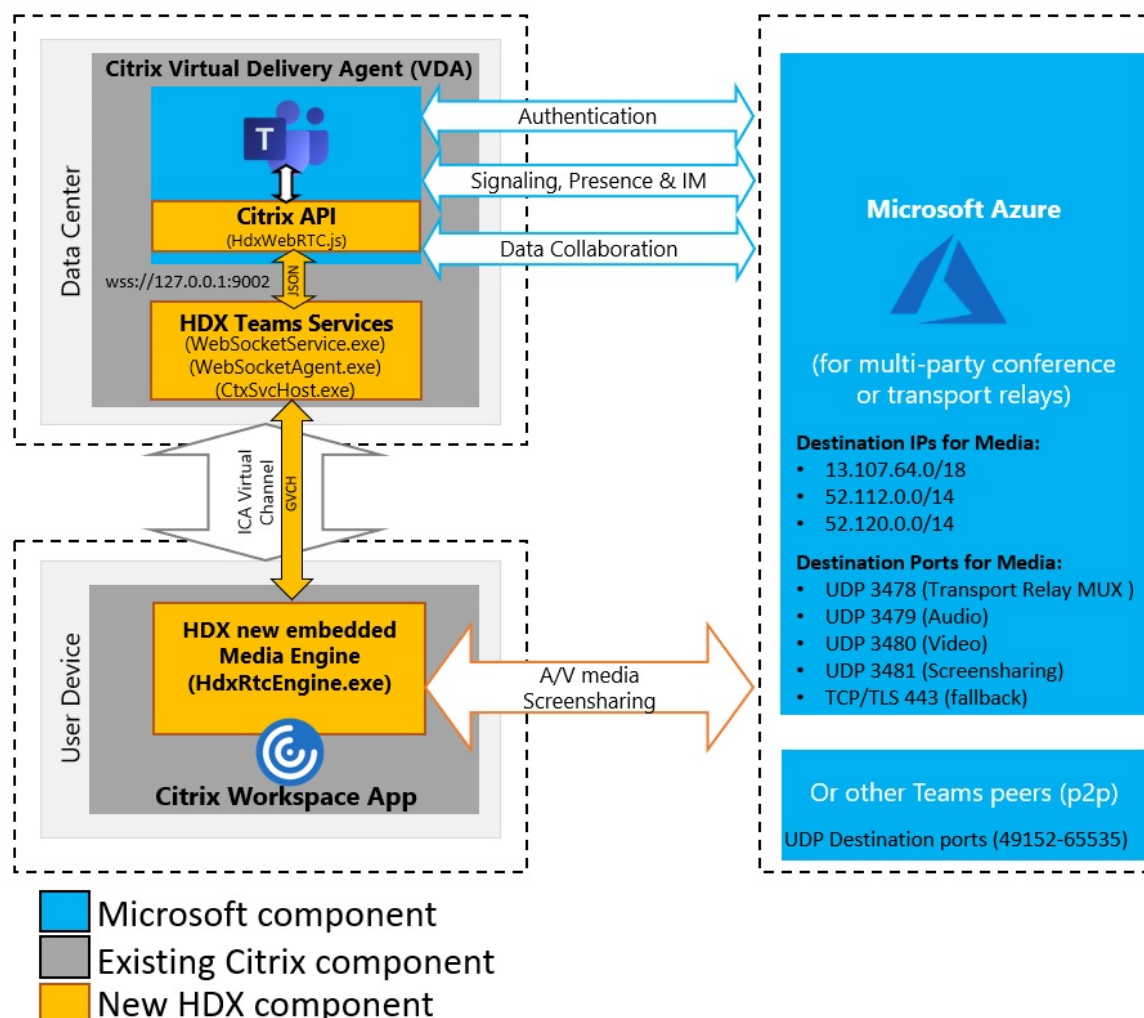 Citrix Virtual Delivery Agent (VDA)
T
Citrix API
(HdxWebRTC.js)
wss://127.0.0.1:9002
JSON
HDX Teams Services
(WebSocketService.exe)
(WebSocketAgent.exe)
(CtxSvcHost.exe)
Data Center
Authentication
Signaling, Presence & IM
Data Collaboration
ICA Virtual
Channel
GVCH
User Device
HDX new embedded
Media Engine
(HdxRtcEngine.exe)
Citrix Workspace App
A/V media
Screensharing
Microsoft Azure
(for multi-party conference
or transport relays)
Destination IPs for Media:
• 13.107.64.0/18
• 52.112.0.0/14
• 52.120.0.0/14
Destination Ports for Media:
• UDP 3478 (Transport Relay MUX )
• UDP 3479 (Audio)
• UDP 3480 (Video)
• UDP 3481 (Screensharing)
• TCP/TLS 443 (fallback)
Or other Teams peers (p2p)
UDP Destination ports (49152-65535)
Microsoft component
Existing Citrix component
New HDX component